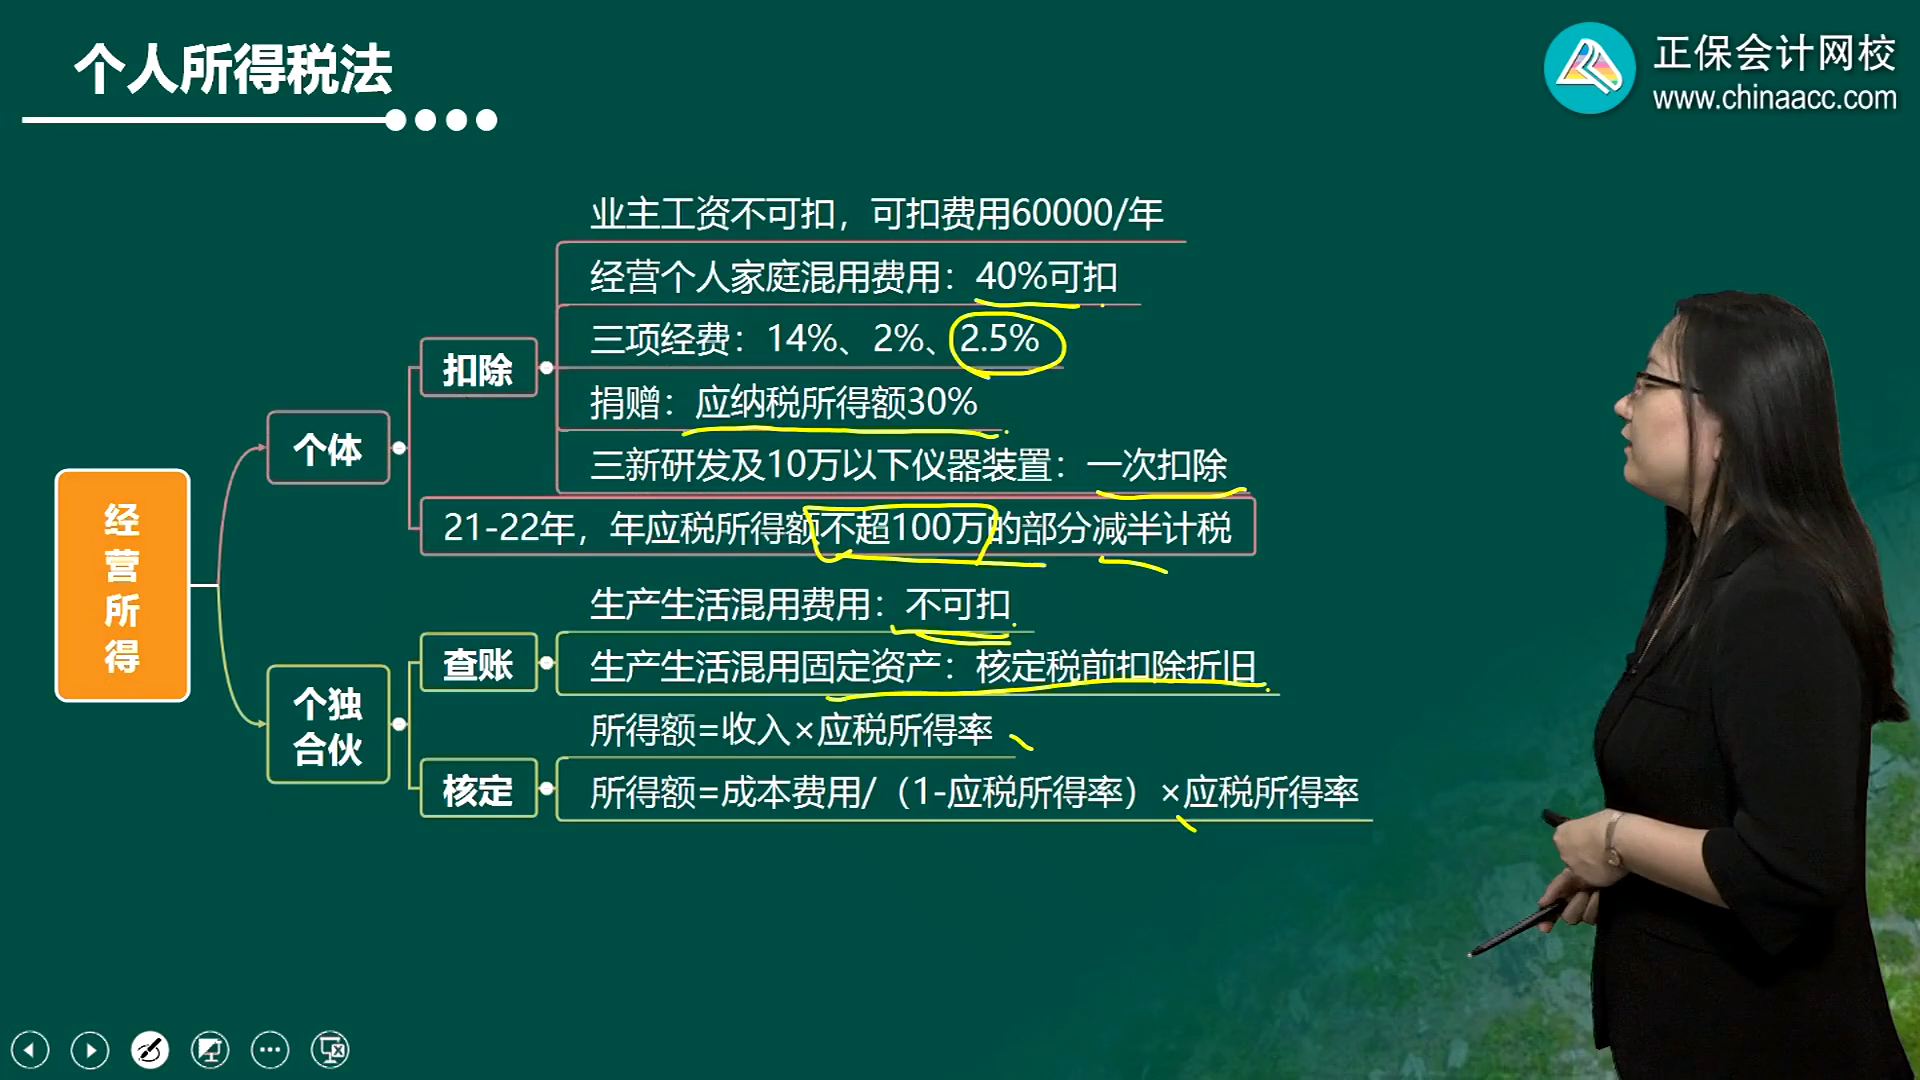 个人所得税法
正保会计网校
www.chinaacc.com
业主工资不可扣，可扣费用60000/年
经营个人家庭混用费用：40%可扣
三项经费：14%、2%、2.5%
扣除
捐赠：应纳税所得额30%
个体
三新研发及10万以下仪器装置：一次扣除
21-22年，年应税所得额不超100万的部分减半计税
经营所得
生产生活混用费用：不可扣
查账
生产生活混用固定资产：核定税前扣除折旧
个独
合伙
所得额=收入×应税所得率
核定
所得额=成本费用/（1-应税所得率）×应税所得率